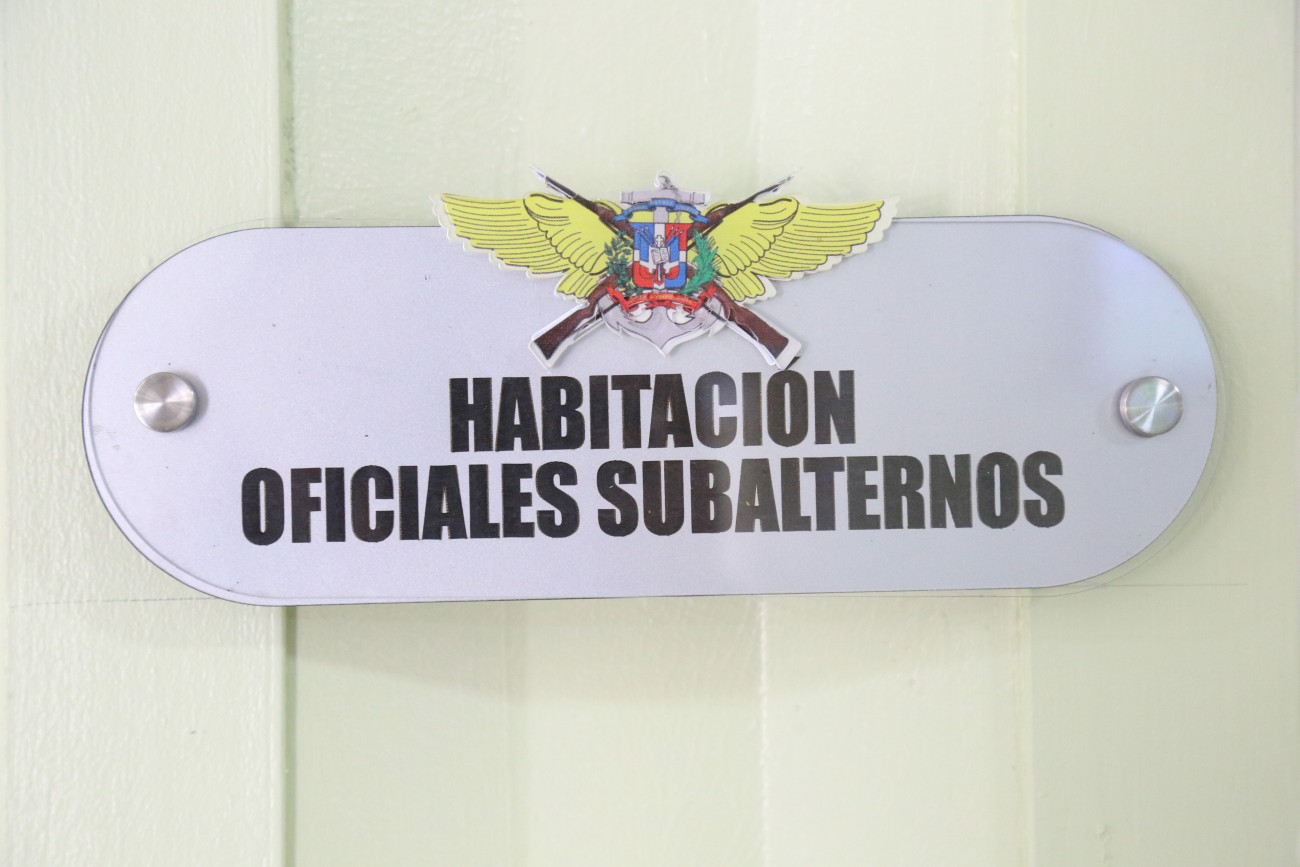 HABITACIÓN
OFICIALES SUBALTERNOS